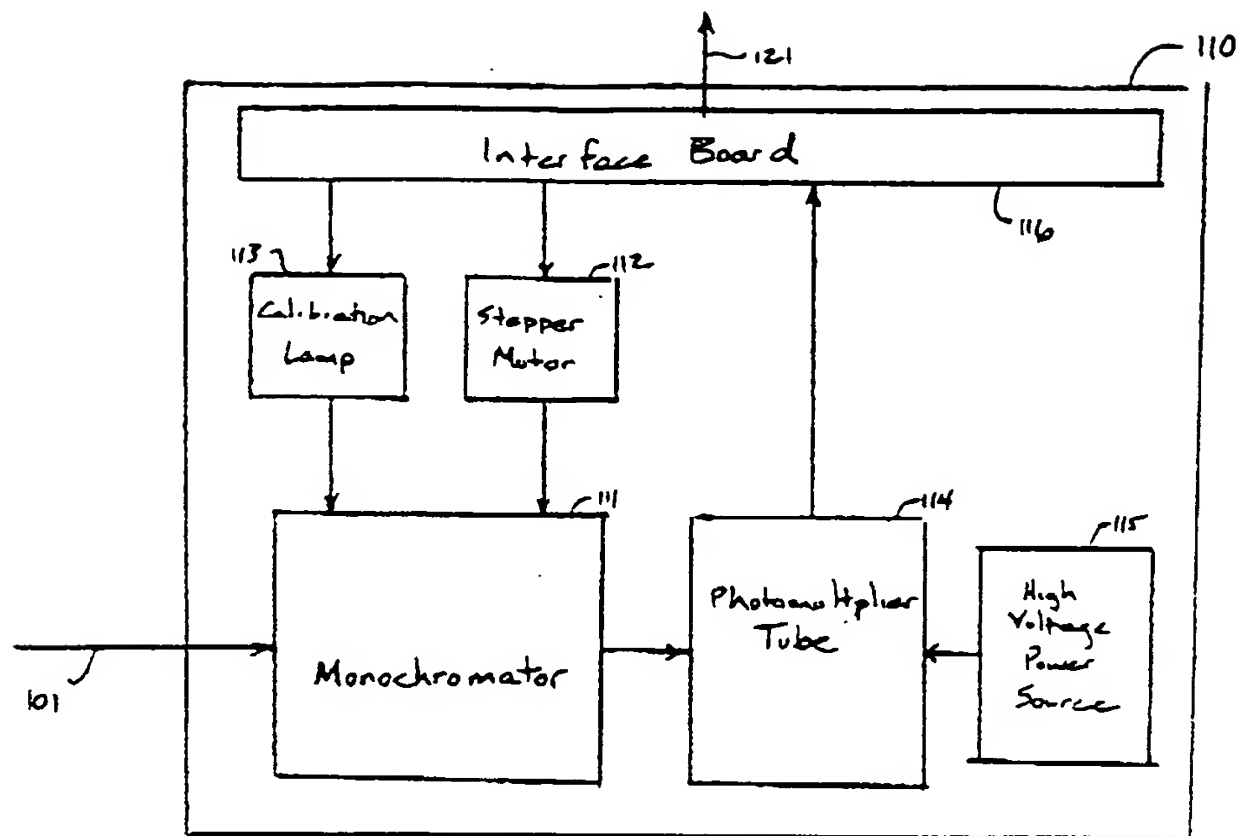 121
110
Interface Board
116
113
112
Calibration
Lamp
Stepper
Motor
111
114
115
Photomultplier
Tube
High
Voltage
Power
Source
Monochromator
101